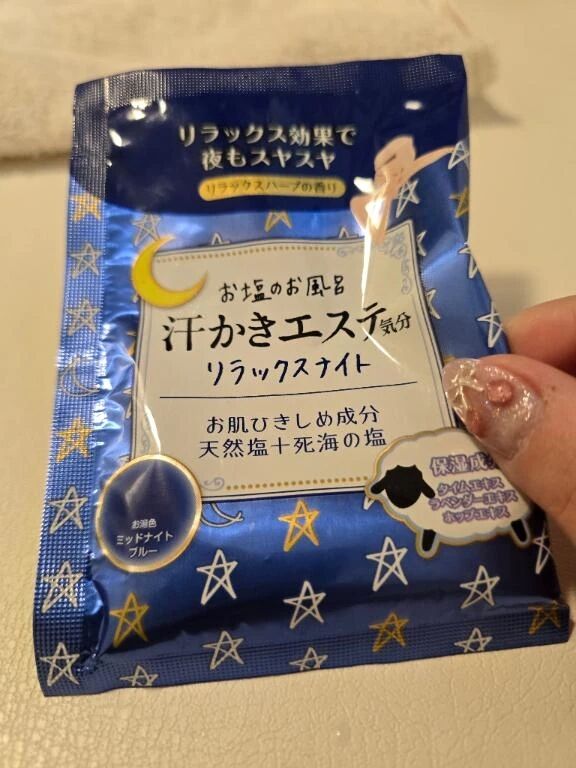 リラックス効果で
夜もスヤスヤ
リラックスハーブの香り
お塩のお風呂
汗かきエステ気分
リラックスナイト
お肌ひきしめ成分
天然塩＋死海の塩
保湿成
タイムエキス
ラベンダーエキス
ホップエキス
お湯色
ミッドナイト
ブルー